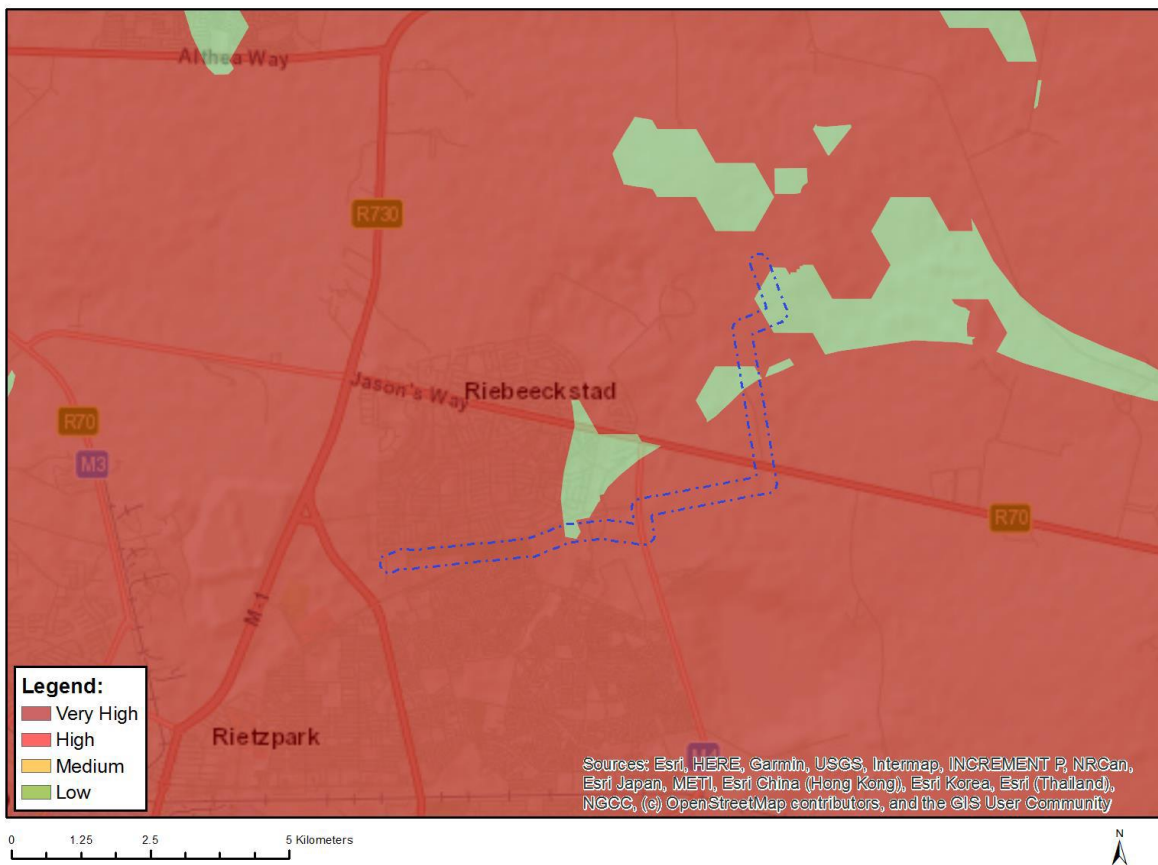 Althea Way
R730
Jason's Way
Riebeeckstad
R70
M3
R70
M-1
Legend:
Very High
High
Medium
Low
Rietzpark
M4
Sources: Esri, HERE, Garmin, USGS, Intermap, INCREMENT P, NRCan,
Esri Japan, METI, Esri China (Hong Kong), Esri Korea, Esri (Thailand),
NGCC, (c) OpenStreetMap contributors, and the GIS User Community
0 1.25 2.5 5 Kilometers
N